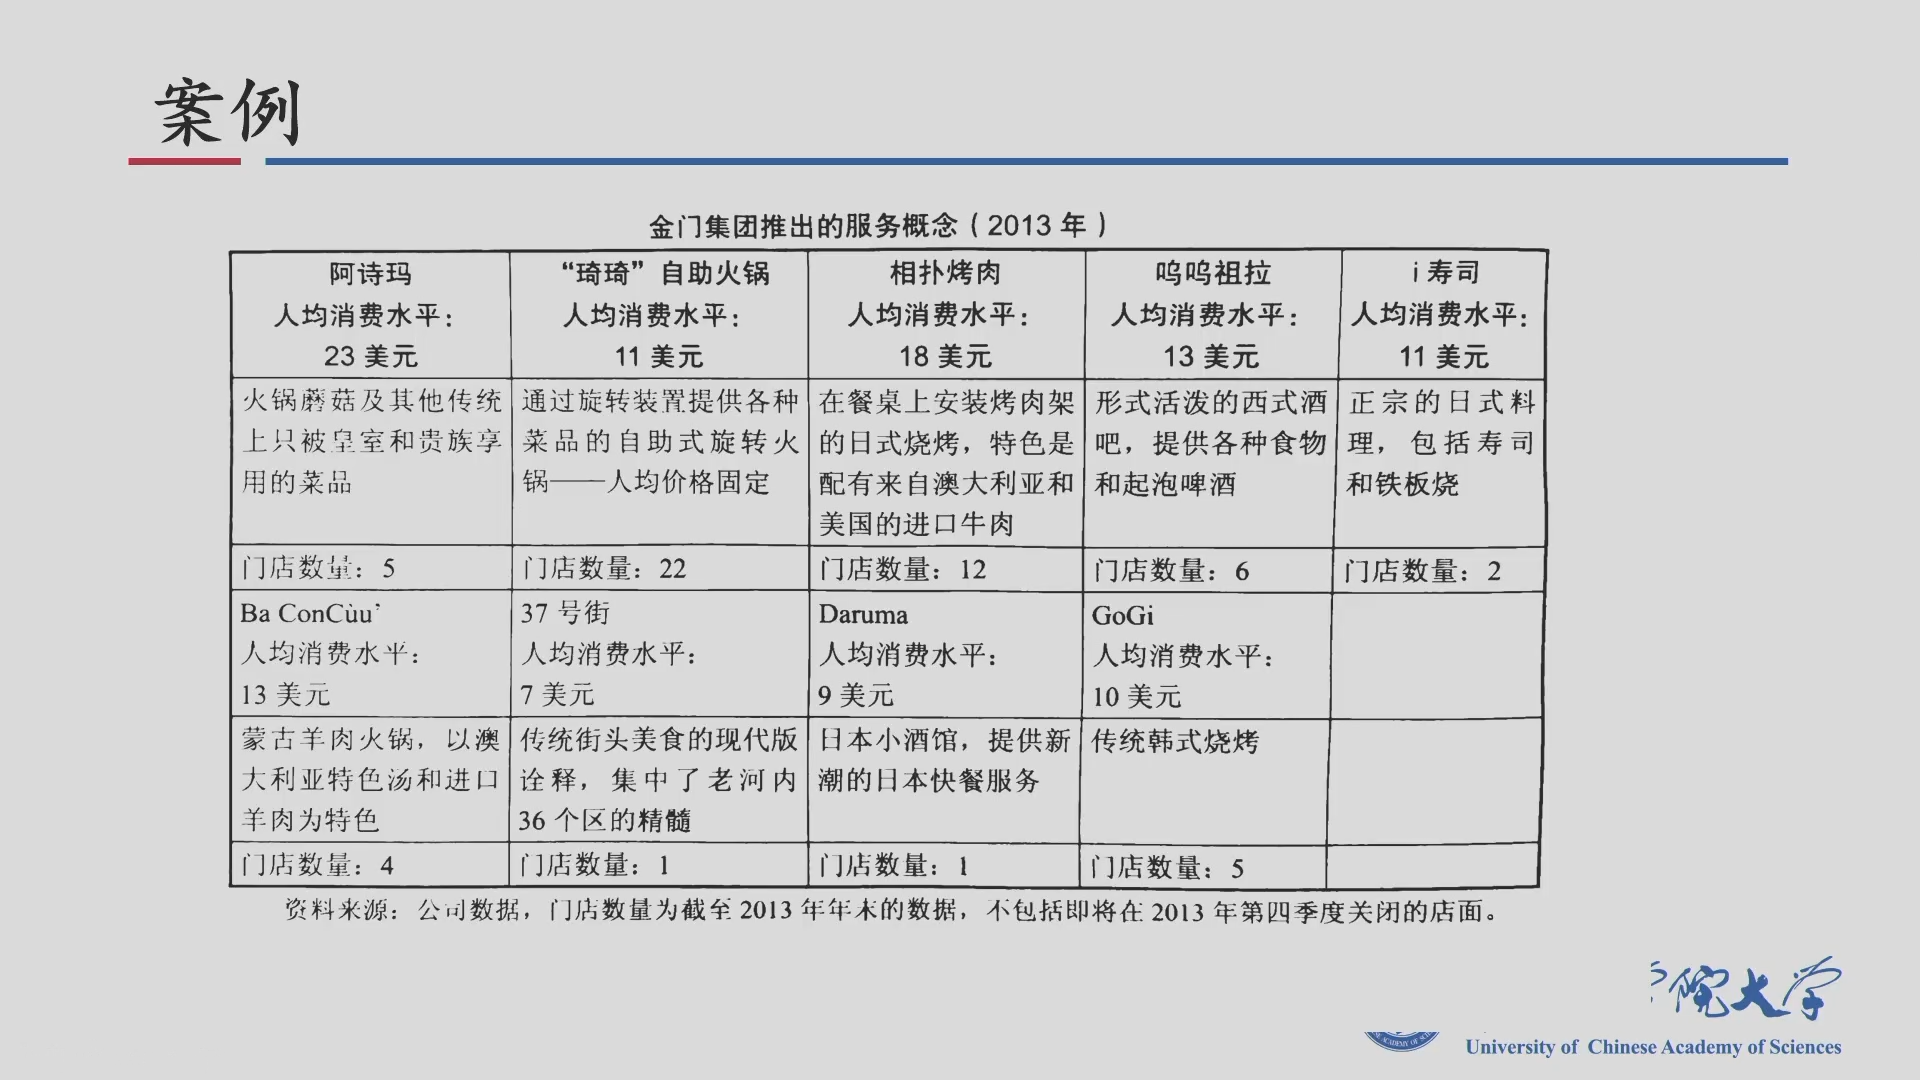 案例
金门集团推出的服务概念（2013 年）
阿诗玛
人均消费水平：
23 美元
“琦琦”自助火锅
人均消费水平：
11 美元
相扑烤肉
人均消费水平：
18 美元
呜呜祖拉
人均消费水平：
13 美元
i 寿司
人均消费水平：
11 美元
火锅蘑菇及其他传统
上只被皇室和贵族享
用的菜品
通过旋转装置提供各种
菜品的自助式旋转火
锅——人均价格固定
在餐桌上安装烤肉架
的日式烧烤，特色是
配有来自澳大利亚和
美国的进口牛肉
形式活泼的西式酒
吧，提供各种食物
和起泡啤酒
正宗的日式料
理，包括寿司
和铁板烧
门店数量：5
门店数量：22
门店数量：12
门店数量：6
门店数量：2
Ba ConCùu’
人均消费水平：
13 美元
37 号街
人均消费水平：
7 美元
Daruma
人均消费水平：
9 美元
GoGi
人均消费水平：
10 美元
蒙古羊肉火锅，以澳
大利亚特色汤和进口
羊肉为特色
传统街头美食的现代版
诠释，集中了老河内
36 个区的精髓
日本小酒馆，提供新
潮的日本快餐服务
传统韩式烧烤
门店数量：4
门店数量：1
门店数量：1
门店数量：5
资料来源：公司数据，门店数量为截至 2013 年年末的数据，不包括即将在 2013 年第四季度关闭的店面。
院大学
University of Chinese Academy of Sciences